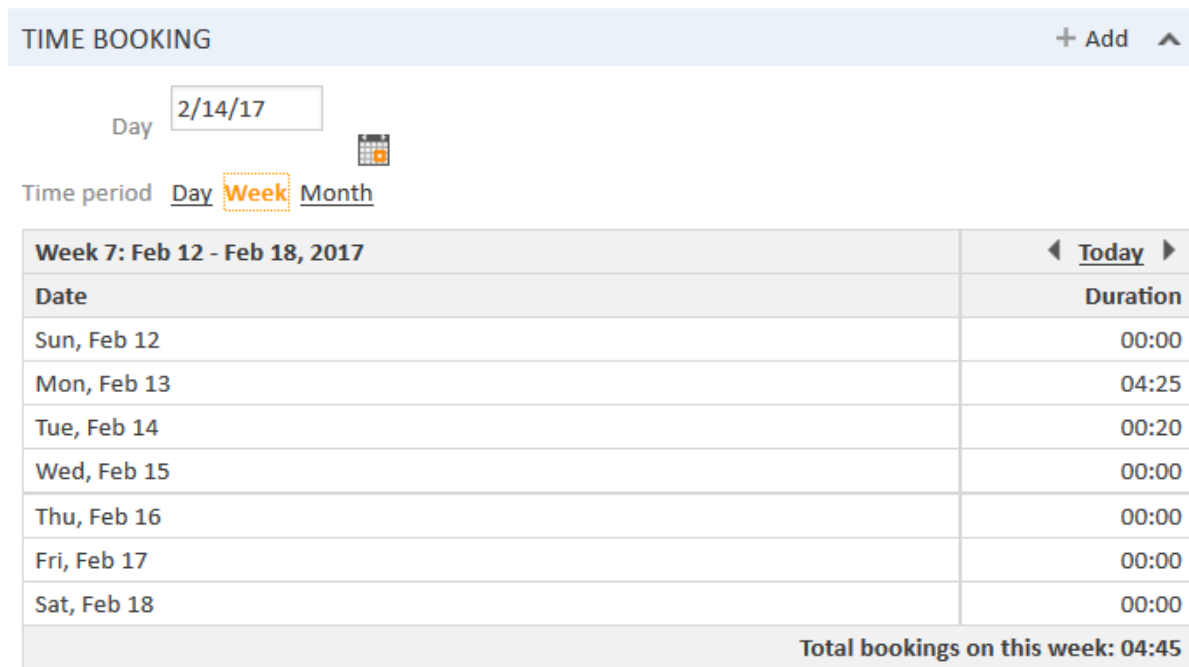 TIME BOOKING + Add
Day 2/14/17
Time period Day Week Month
Week 7: Feb 12 - Feb 18, 2017 Today
Date Duration
Sun, Feb 12 00:00
Mon, Feb 13 04:25
Tue, Feb 14 00:20
Wed, Feb 15 00:00
Thu, Feb 16 00:00
Fri, Feb 17 00:00
Sat, Feb 18 00:00
Total bookings on this week: 04:45